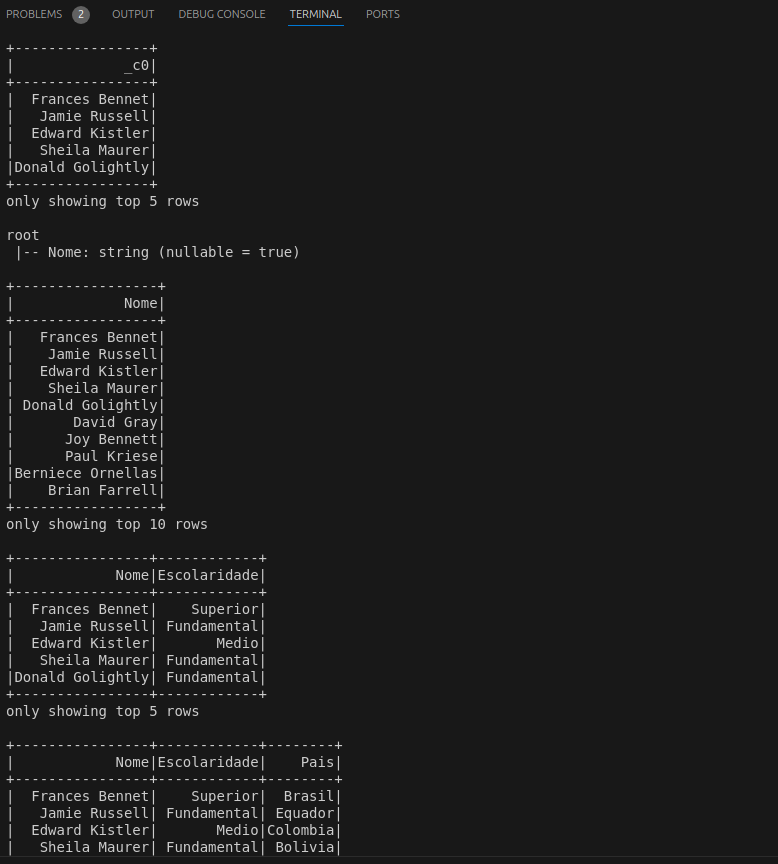 PROBLEMS 2 OUTPUT DEBUG CONSOLE TERMINAL PORTS
+----------------+
|             _c0|
+----------------+
|  Frances Bennet|
|   Jamie Russell|
|  Edward Kistler|
|   Sheila Maurer|
|Donald Golightly|
+----------------+
only showing top 5 rows

root
 |-- Nome: string (nullable = true)

+-----------------+
|             Nome|
+-----------------+
|   Frances Bennet|
|    Jamie Russell|
|   Edward Kistler|
|    Sheila Maurer|
| Donald Golightly|
|       David Gray|
|      Joy Bennett|
|      Paul Kriese|
|Berniece Ornellas|
|    Brian Farrell|
+-----------------+
only showing top 10 rows

+----------------+------------+
|            Nome|Escolaridade|
+----------------+------------+
|  Frances Bennet|    Superior|
|   Jamie Russell| Fundamental|
|  Edward Kistler|       Medio|
|   Sheila Maurer| Fundamental|
|Donald Golightly| Fundamental|
+----------------+------------+
only showing top 5 rows

+----------------+------------+--------+
|            Nome|Escolaridade|    Pais|
+----------------+------------+--------+
|  Frances Bennet|    Superior|  Brasil|
|   Jamie Russell| Fundamental| Equador|
|  Edward Kistler|       Medio|Colombia|
|   Sheila Maurer| Fundamental| Bolivia|